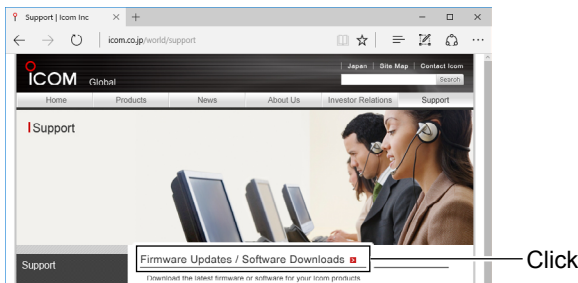 Support | Icom Inc
icom.co.jp/world/support
Japan | Site Map | Contact Icom
ICOM Global
Search
Home Products News About Us Investor Relations Support
Support
Firmware Updates / Software Downloads
Click
Support
Download the latest firmware or software for your Icom products